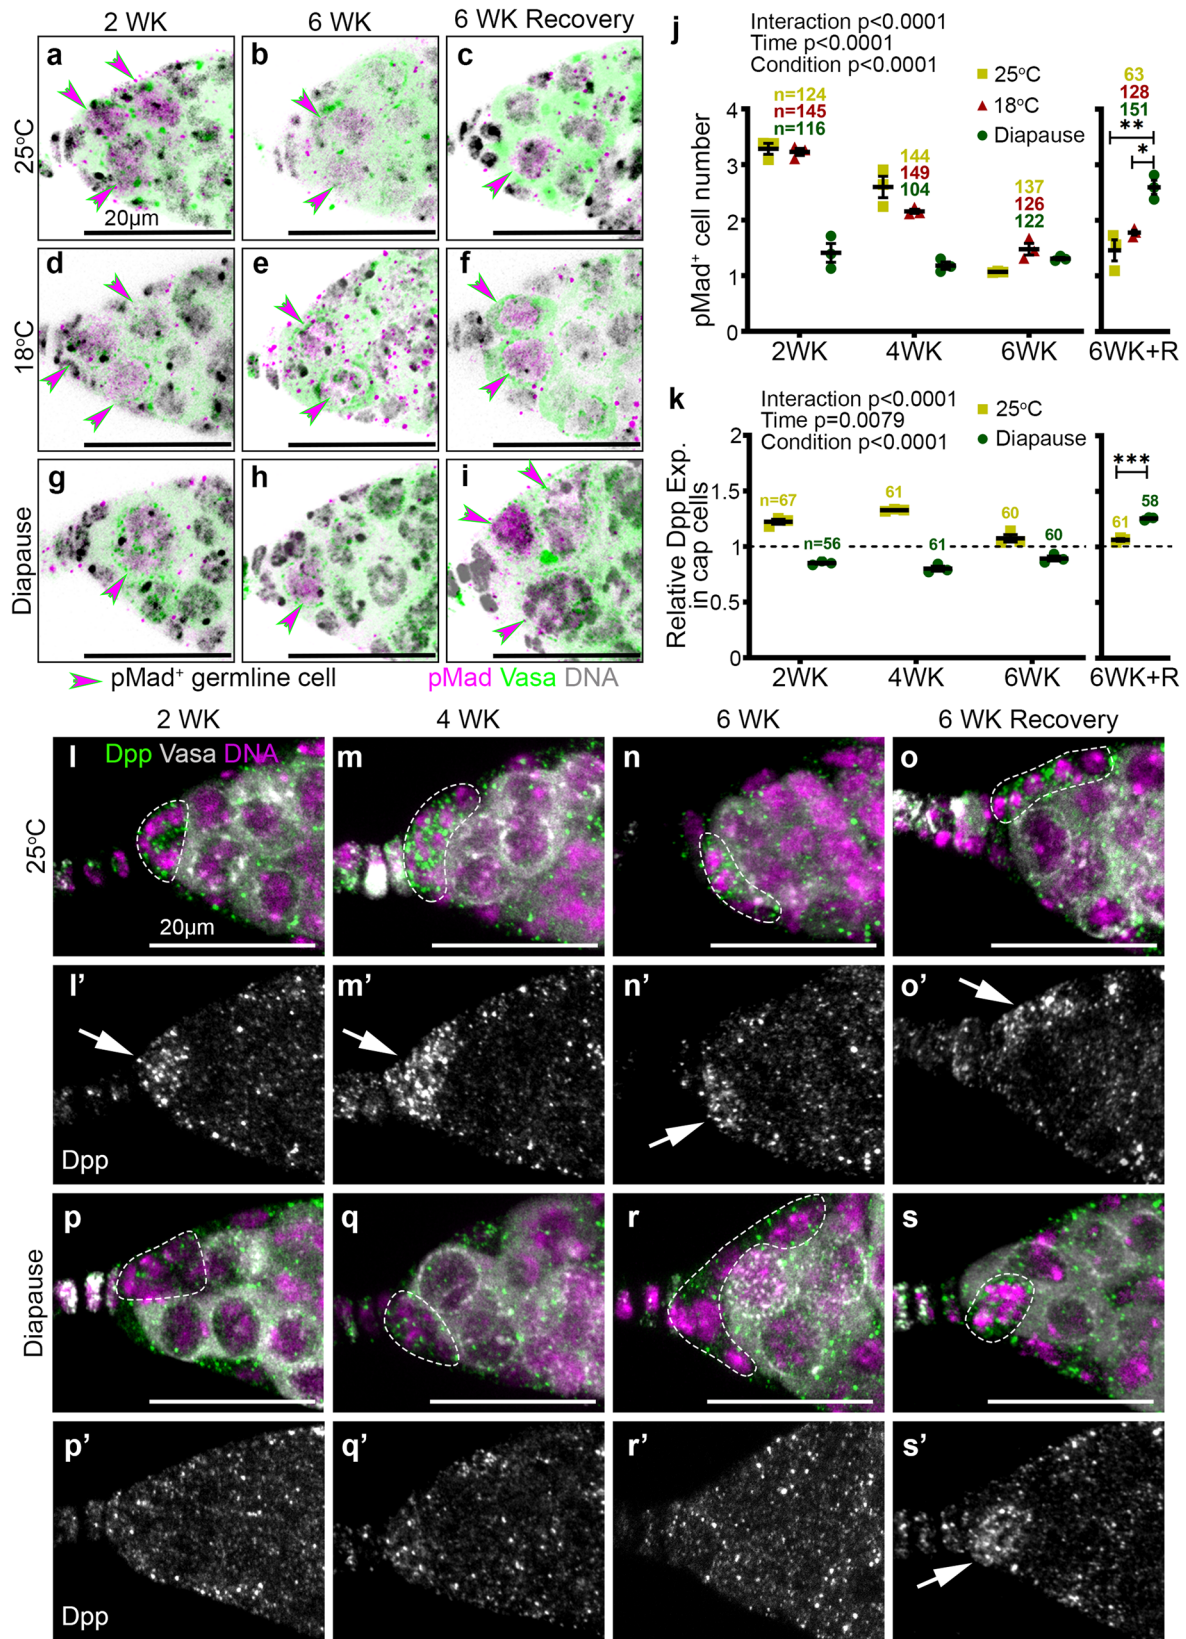 2 WK
6 WK
6 WK Recovery
25°C
18°C
Diapause
a
b
c
20µm
d
e
f
g
h
i
pMad+ germline cell
pMad Vasa DNA
j
Interaction p<0.0001
Time p<0.0001
Condition p<0.0001
25°C
18°C
Diapause
pMad+ cell number
4
3
2
1
0
n=124
n=145
n=116
144
149
104
137
126
122
63
128
151
**
*
2WK
4WK
6WK
6WK+R
k
Interaction p<0.0001
Time p=0.0079
Condition p<0.0001
25°C
Diapause
Relative Dpp Exp.
in cap cells
2
1.5
1
0.5
0
n=67
n=56
61
61
60
60
***
61
58
2WK
4WK
6WK
6WK+R
2 WK
4 WK
6 WK
6 WK Recovery
25°C
l
Dpp Vasa DNA
m
n
o
20µm
l’
m’
n’
o’
Dpp
Diapause
p
q
r
s
p’
q’
r’
s’
Dpp